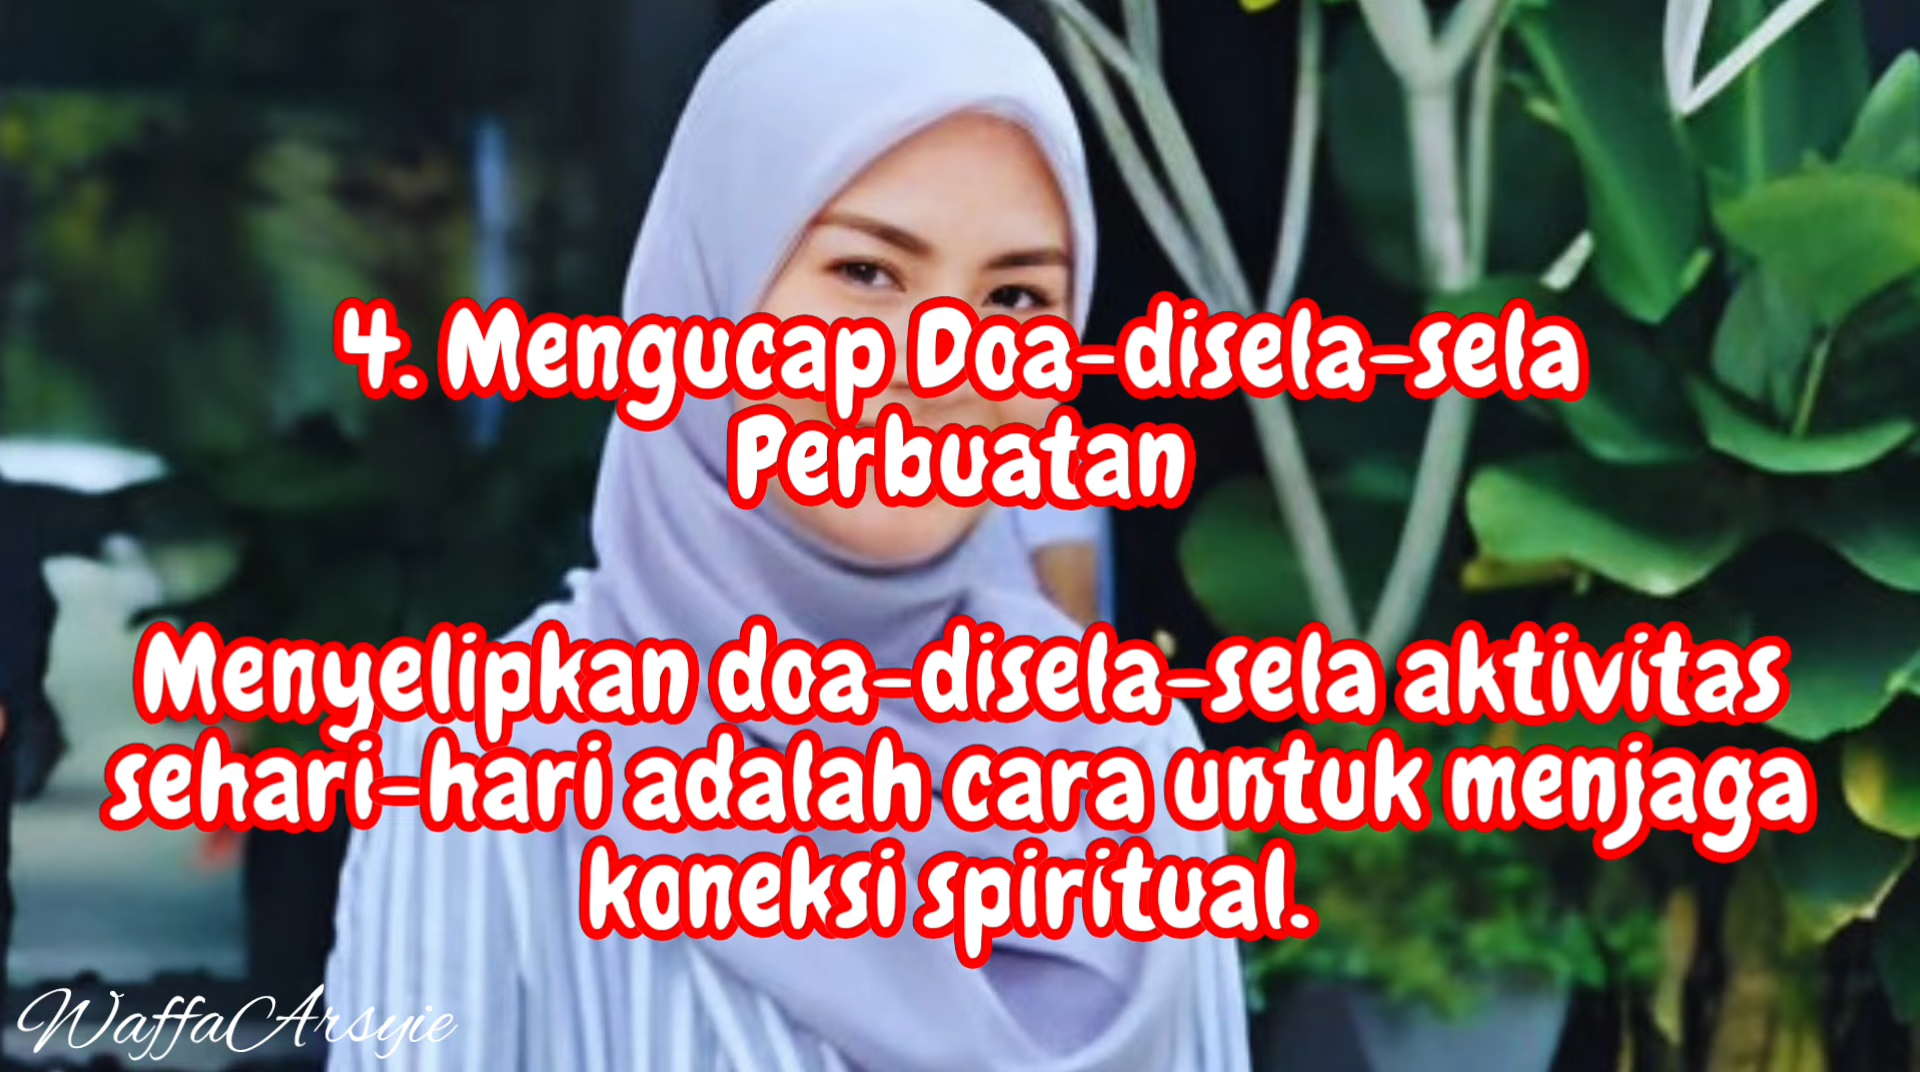 4. Mengucap Doa-disela-sela
Perbuatan
Menyelipkan doa-disela-sela aktivitas
sehari-hari adalah cara untuk menjaga
koneksi spiritual.
WaffaArsyie